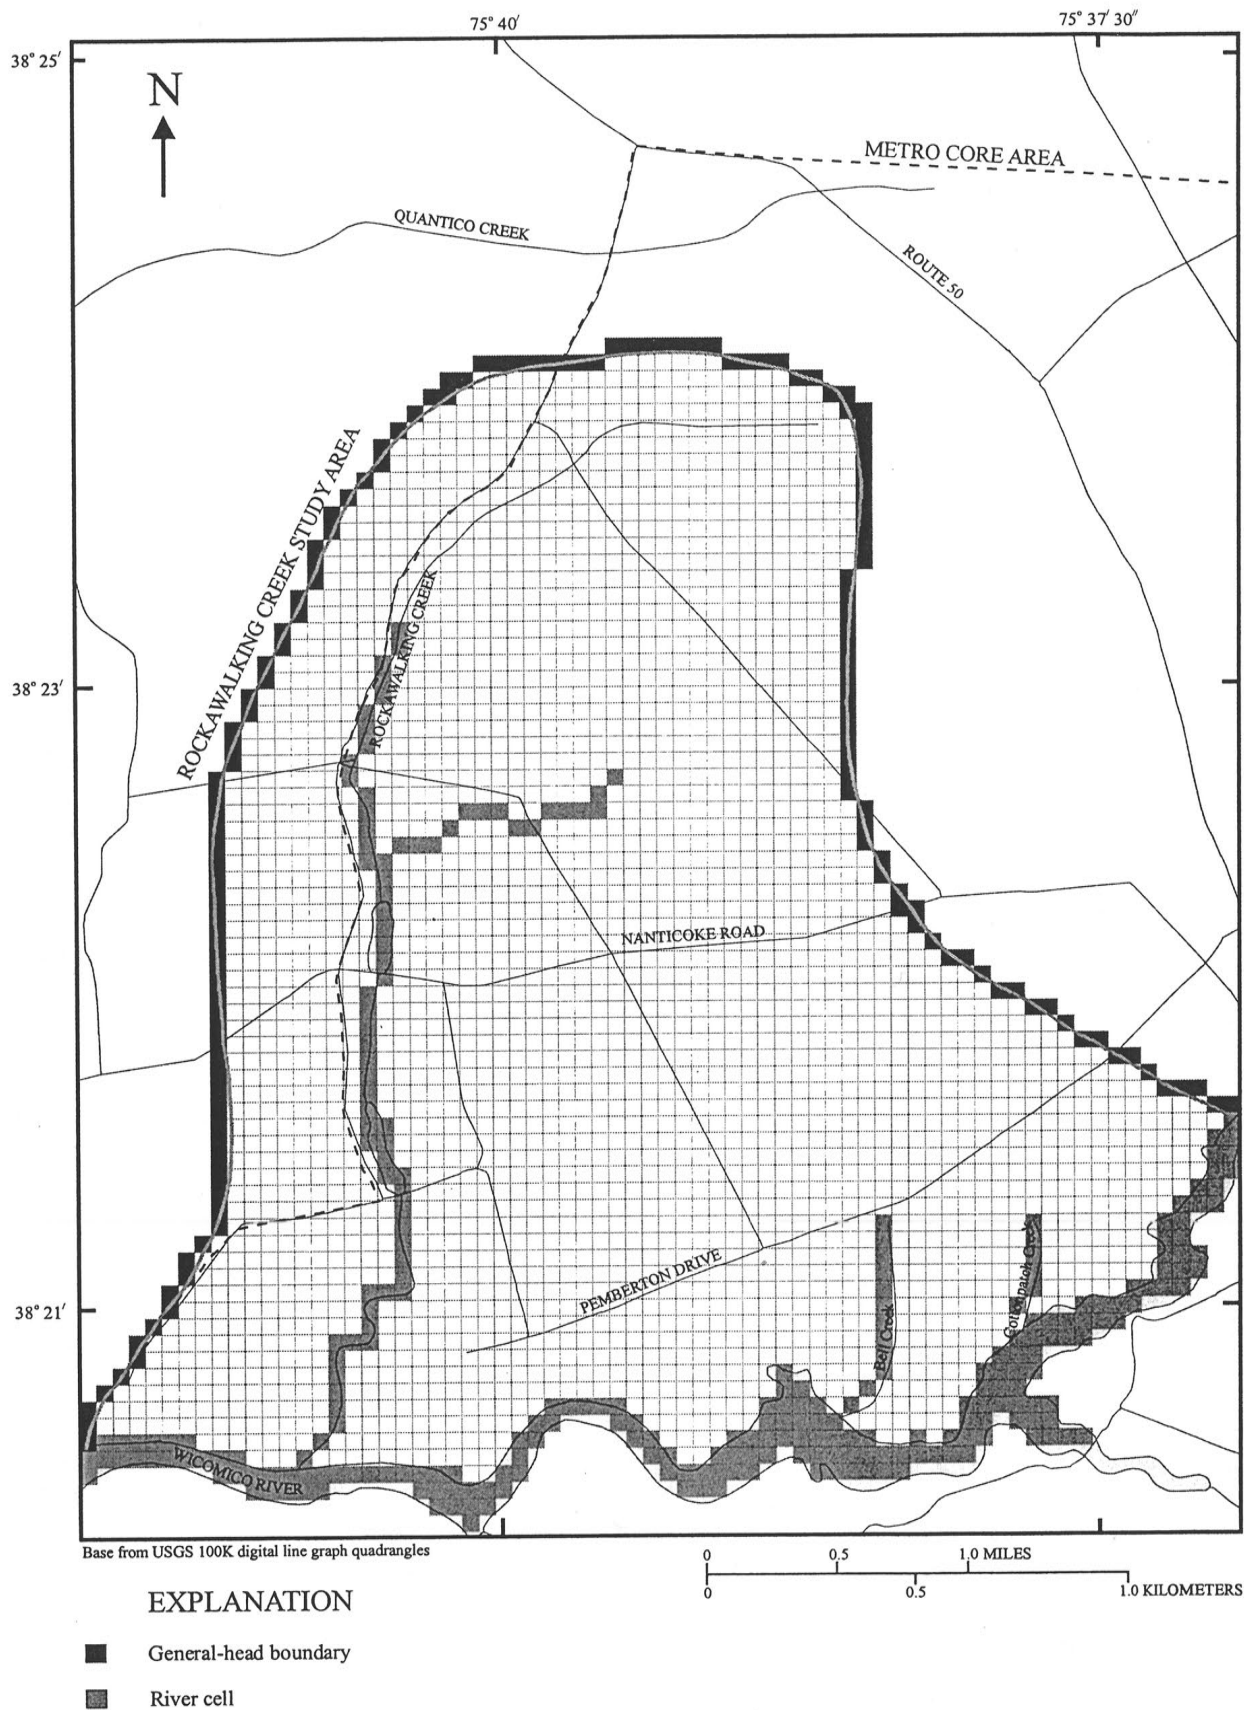 75° 40′
75° 37′ 30″
38° 25′
N
METRO CORE AREA
QUANTICO CREEK
ROUTE 50
ROCKAWALKING CREEK STUDY AREA
ROCKAWALKING CREEK
38° 23′
NANTICOKE ROAD
38° 21′
PEMBERTON DRIVE
Bell Creek
Cottonpatch Creek
WICOMICO RIVER
Base from USGS 100K digital line graph quadrangles
0 0.5 1.0 MILES
0 0.5 1.0 KILOMETERS
EXPLANATION
General-head boundary
River cell